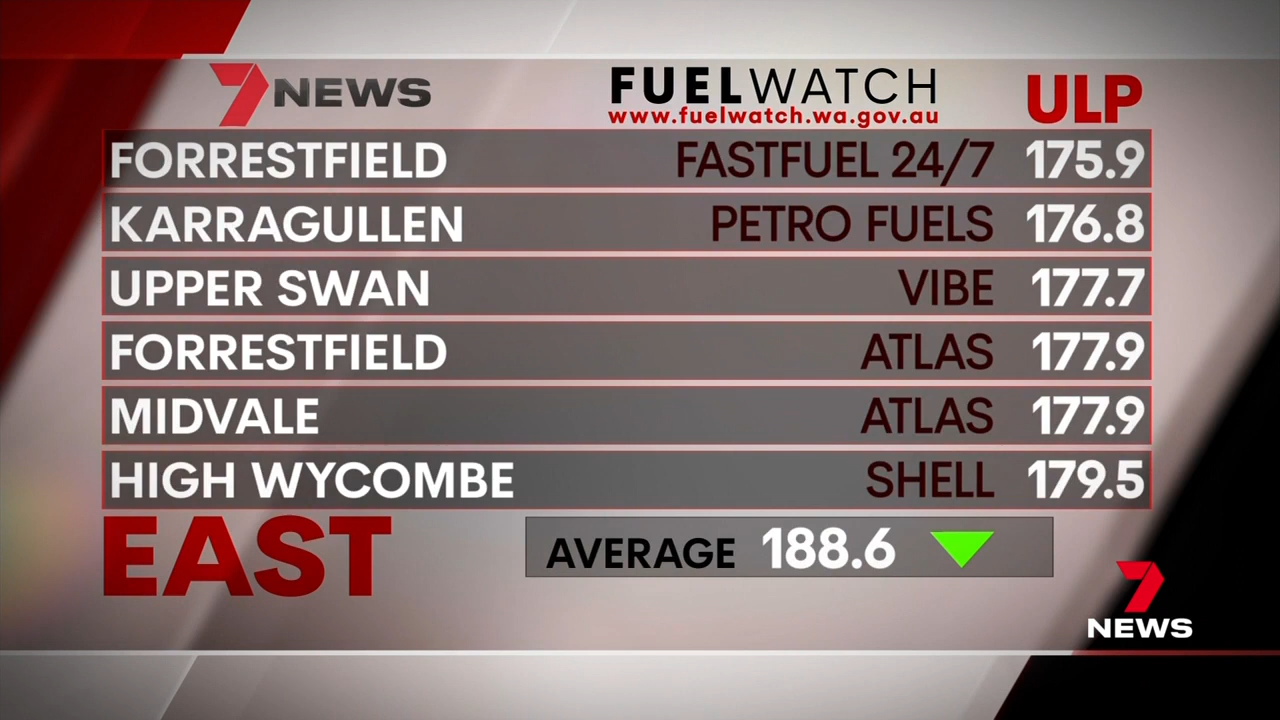 7NEWS FUELWATCH ULP
www.fuelwatch.wa.gov.au
FORRESTFIELD FASTFUEL 24/7 175.9
KARRAGULLEN PETRO FUELS 176.8
UPPER SWAN VIBE 177.7
FORRESTFIELD ATLAS 177.9
MIDVALE ATLAS 177.9
HIGH WYCOMBE SHELL 179.5
EAST AVERAGE 188.6
7
NEWS